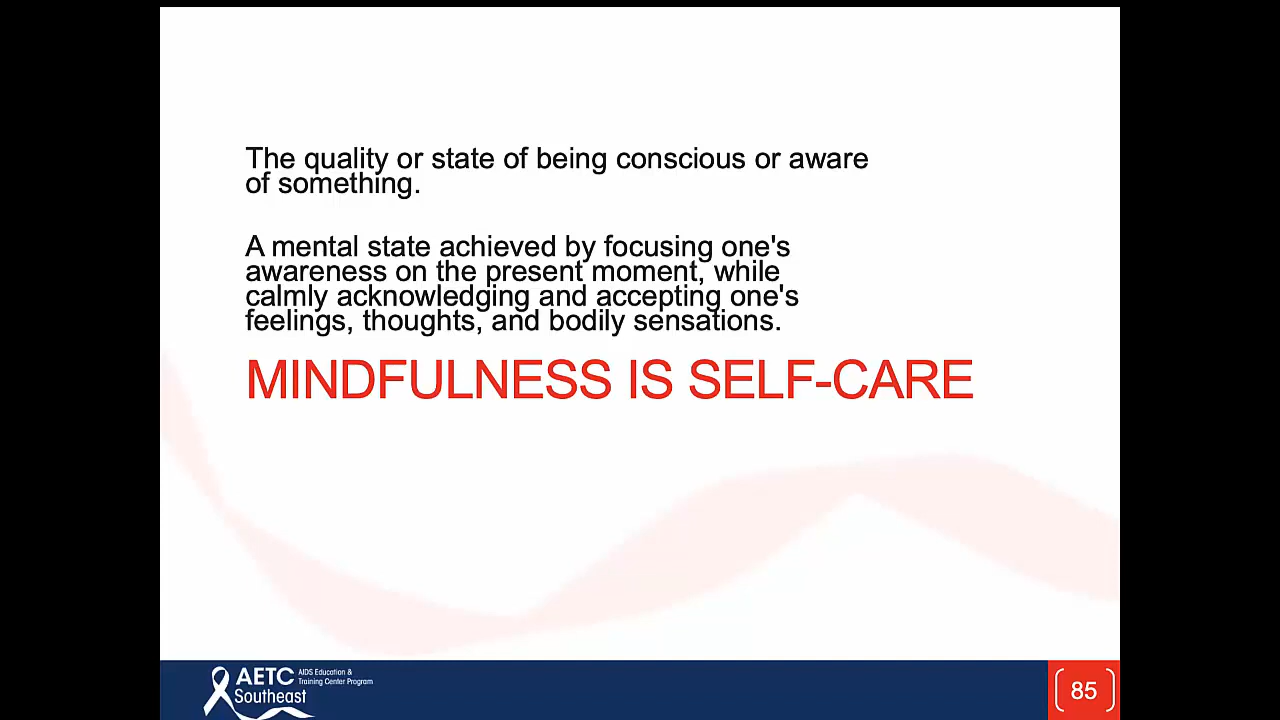 The quality or state of being conscious or aware
of something.
A mental state achieved by focusing one's
awareness on the present moment, while
calmly acknowledging and accepting one's
feelings, thoughts, and bodily sensations.
MINDFULNESS IS SELF-CARE
AETC AIDS Education &
Training Center Program
Southeast
85